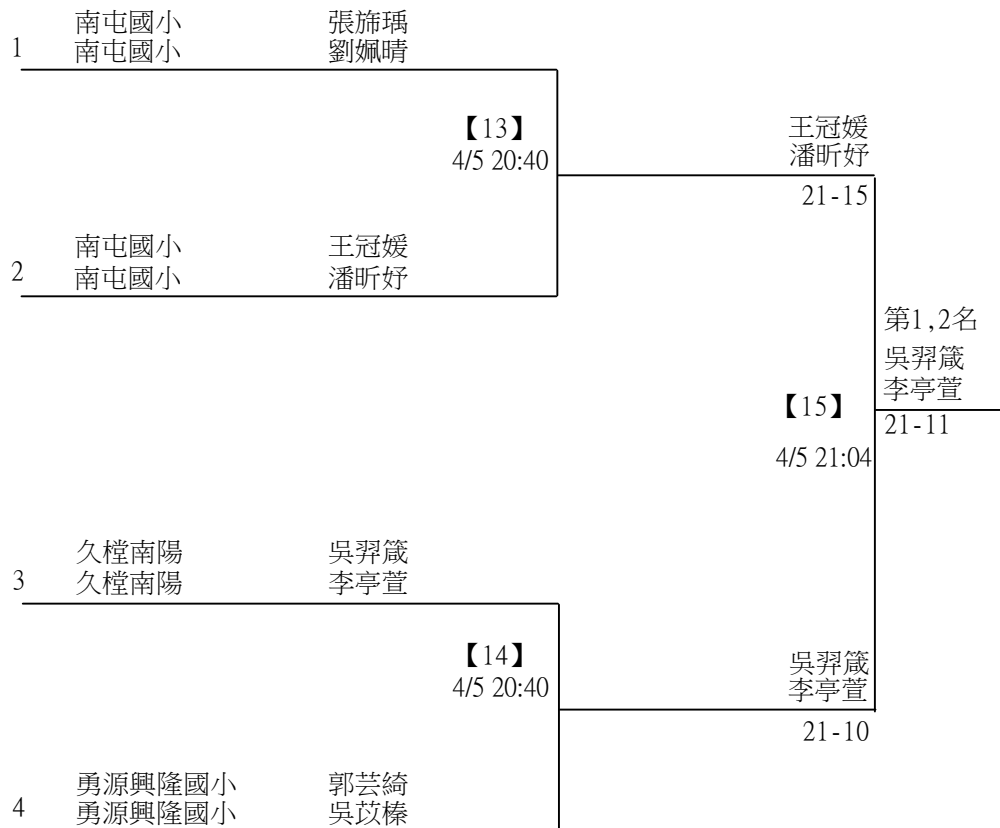 南屯國小 張旆瑀
1 南屯國小 劉姵晴
【13】
4/5 20:40
王冠媛
潘昕妤
21-15
南屯國小 王冠媛
2 南屯國小 潘昕妤
第1,2名
吳羿箴
李亭萱
【15】
21-11
4/5 21:04
久樘南陽 吳羿箴
3 久樘南陽 李亭萱
【14】
4/5 20:40
吳羿箴
李亭萱
21-10
勇源興隆國小 郭芸綺
4 勇源興隆國小 吳苡榛